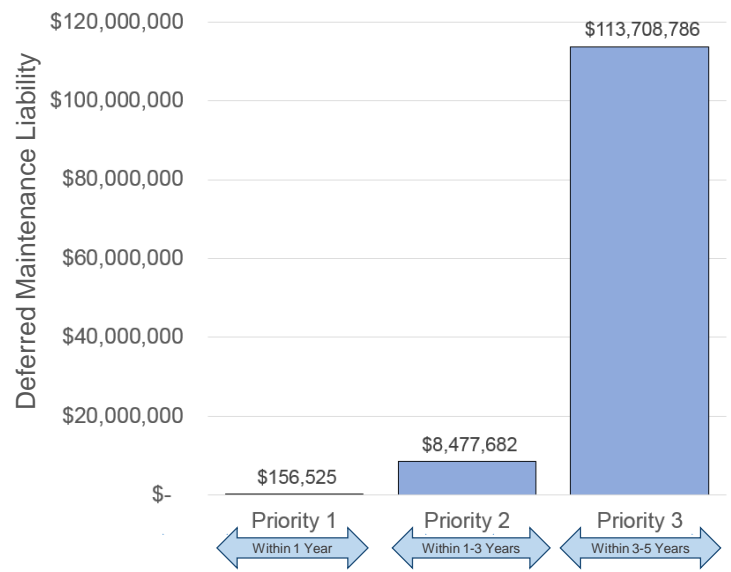 $120,000,000
$113,708,786
$100,000,000
$80,000,000
$60,000,000
$40,000,000
$20,000,000
$-
Deferred Maintenance Liability
$156,525
$8,477,682
Priority 1
Priority 2
Priority 3
Within 1 Year
Within 1-3 Years
Within 3-5 Years